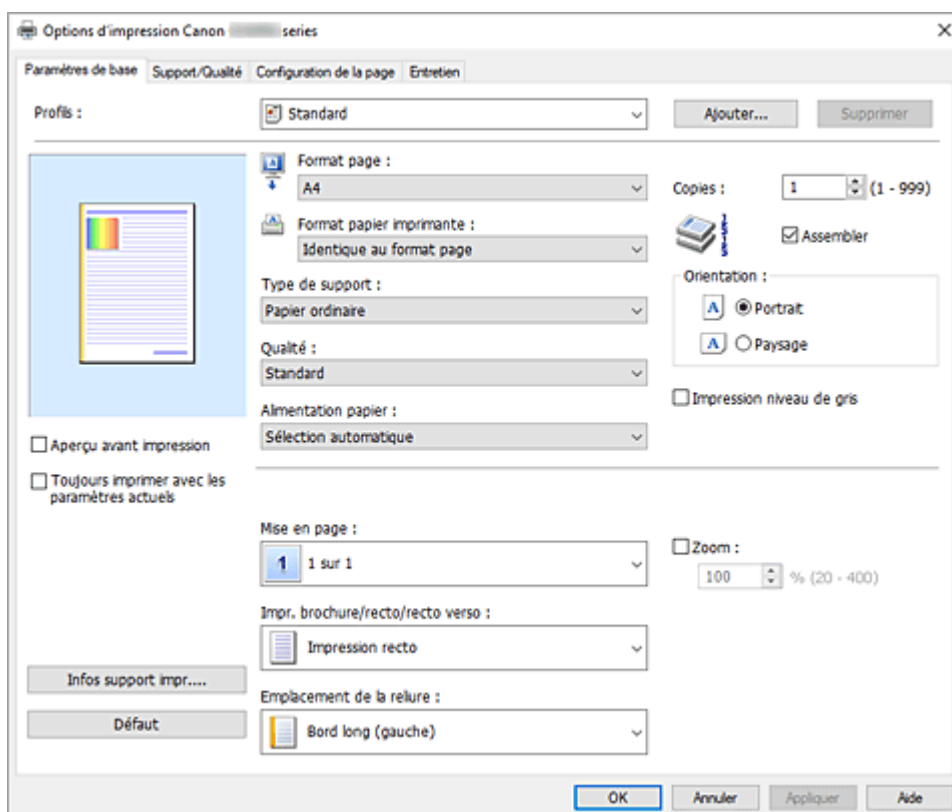 Options d'impression Canon series
Paramètres de base Support/Qualité Configuration de la page Entretien
Profils : Standard Ajouter... Supprimer
Format page :
A4
Copies : 1 (1 - 999)
Format papier imprimante :
Identique au format page
Assembler
Type de support :
Papier ordinaire
Orientation :
Portrait
Paysage
Qualité :
Standard
Impression niveau de gris
Alimentation papier :
Sélection automatique
Aperçu avant impression
Toujours imprimer avec les
paramètres actuels
Mise en page :
1 1 sur 1
Zoom :
100 % (20 - 400)
Impr. brochure/recto/recto verso :
Impression recto
Infos support impr....
Emplacement de la reliure :
Défaut
Bord long (gauche)
OK Annuler Appliquer Aide